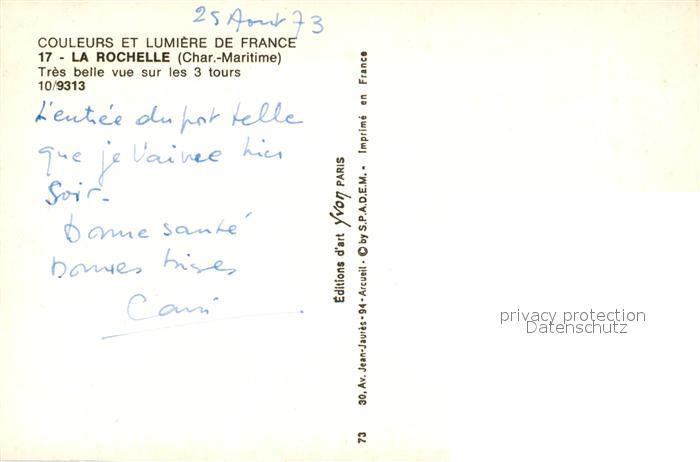 25 Aout 73
COULEURS ET LUMIÈRE DE FRANCE
17 - LA ROCHELLE (Char.-Maritime)
Très belle vue sur les 3 tours
10/9313
L'entrée du port telle
que je l'ai vue hier
Soir-
Bonne santé
Bonnes bises
Editions d'art Yvon PARIS
30, Av. Jean-Jaurès - 94 - Arcueil - © by S.P.A.D.E.M. - Imprimé en France
73
privacy protection
Datenschutz